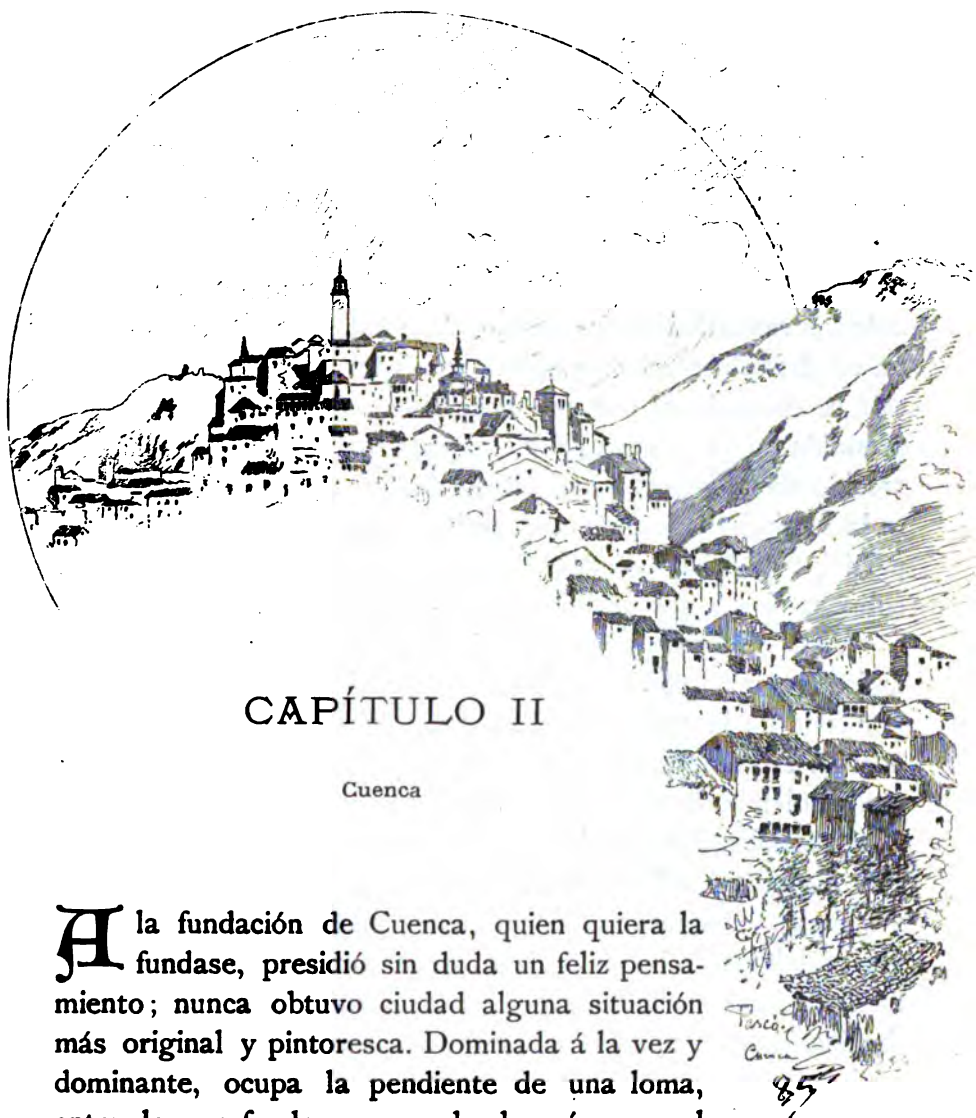 CAPÍTULO II
Cuenca
A la fundación de Cuenca, quien quiera la
fundase, presidió sin duda un feliz pensa-
miento; nunca obtuvo ciudad alguna situación
más original y pintoresca. Dominada á la vez y
dominante, ocupa la pendiente de una loma,
Cuenca